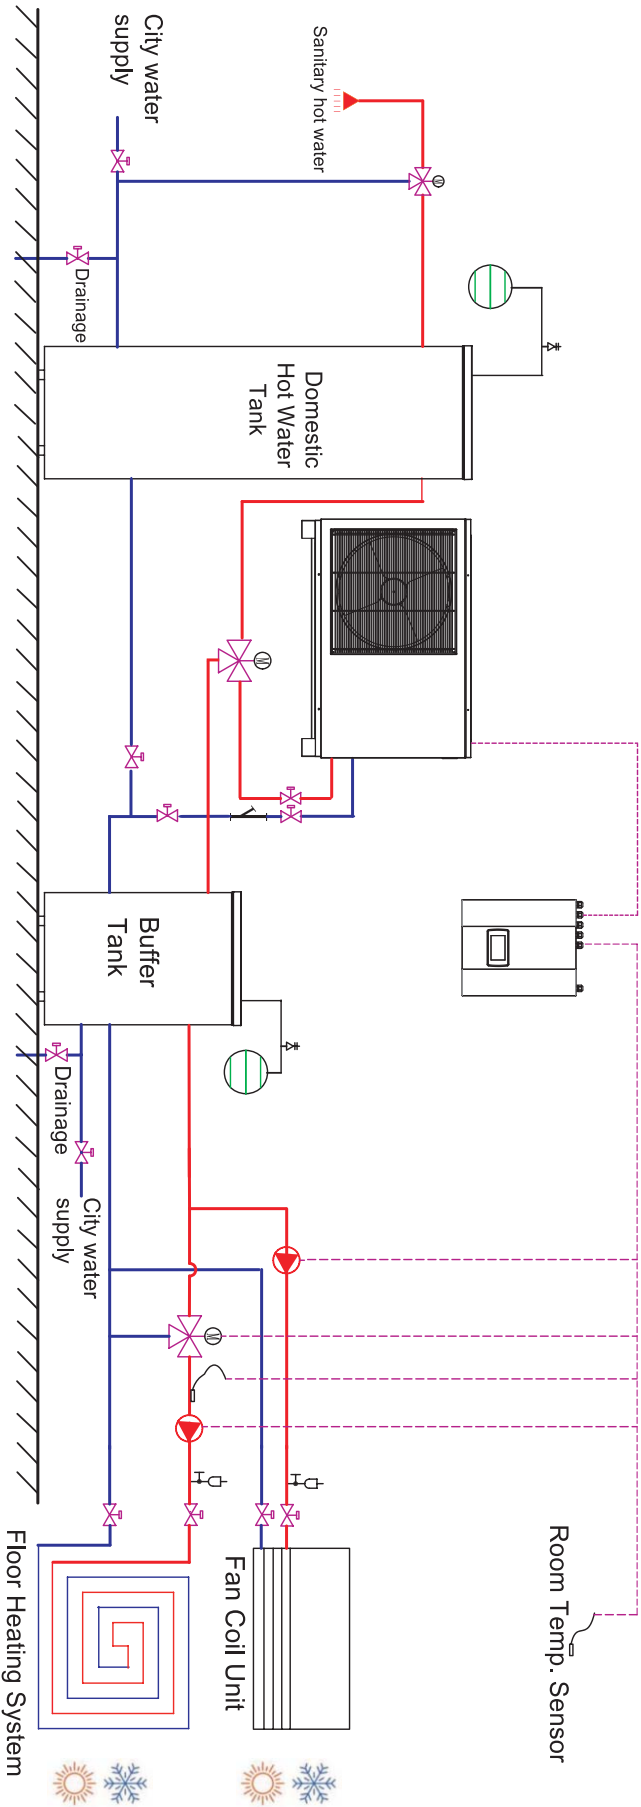 City water
supply
Sanitary hot water
Drainage
Domestic
Hot Water
Tank
M
M
Buffer
Tank
Drainage
City water
supply
M
Room Temp. Sensor
Fan Coil Unit
Floor Heating System